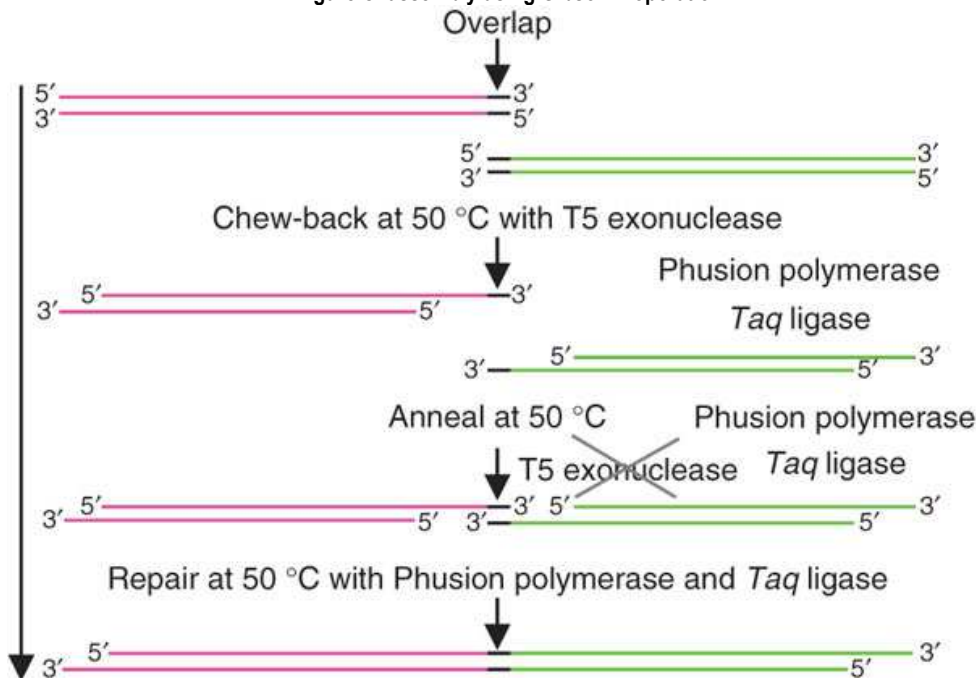 Overlap
5′ 3′
3′ 5′
5′ 3′
3′ 5′
Chew-back at 50 °C with T5 exonuclease
Phusion polymerase
5′ 3′
3′ 5′
Taq ligase
5′ 3′
3′ 5′
Anneal at 50 °C Phusion polymerase
T5 exonuclease Taq ligase
5′ 3′ 5′ 3′
3′ 5′ 3′ 5′
Repair at 50 °C with Phusion polymerase and Taq ligase
5′ 3′
3′ 5′